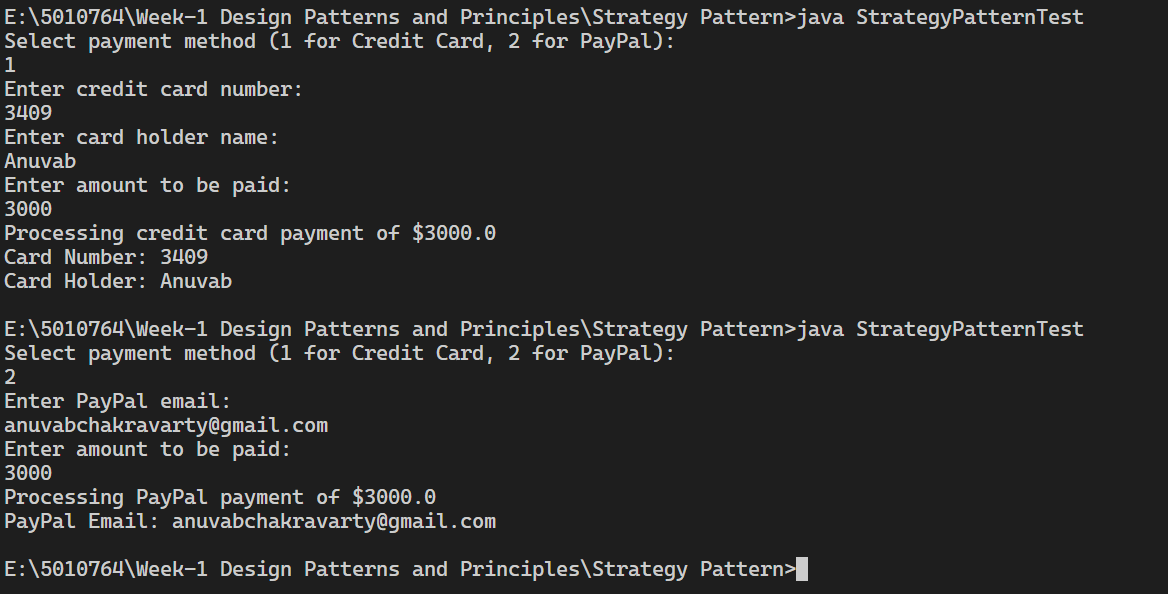 E:\5010764\Week-1 Design Patterns and Principles\Strategy Pattern>java StrategyPatternTest
Select payment method (1 for Credit Card, 2 for PayPal):
1
Enter credit card number:
3409
Enter card holder name:
Anuvab
Enter amount to be paid:
3000
Processing credit card payment of $3000.0
Card Number: 3409
Card Holder: Anuvab
E:\5010764\Week-1 Design Patterns and Principles\Strategy Pattern>java StrategyPatternTest
Select payment method (1 for Credit Card, 2 for PayPal):
2
Enter PayPal email:
anuvabchakravarty@gmail.com
Enter amount to be paid:
3000
Processing PayPal payment of $3000.0
PayPal Email: anuvabchakravarty@gmail.com
E:\5010764\Week-1 Design Patterns and Principles\Strategy Pattern>